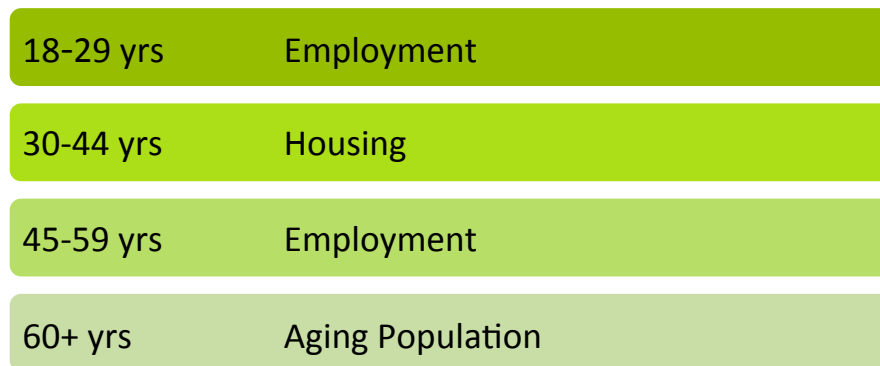 18-29 yrs Employment
30-44 yrs Housing
45-59 yrs Employment
60+ yrs Aging Population